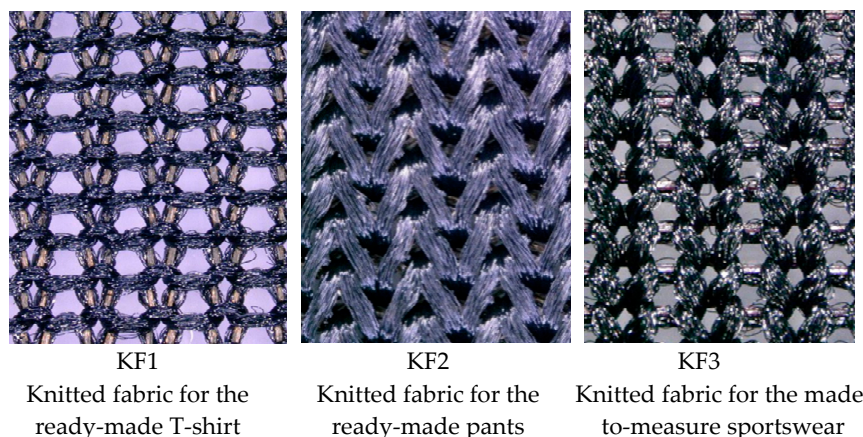 KF1
Knitted fabric for the
ready-made T-shirt
KF2
Knitted fabric for the
ready-made pants
KF3
Knitted fabric for the made
to-measure sportswear